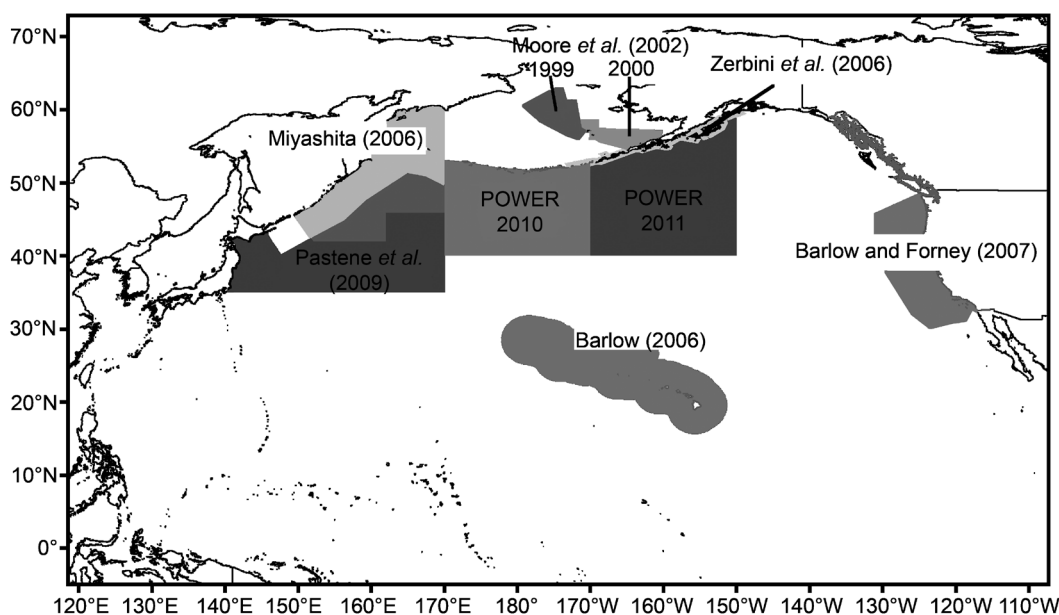 70°N
60°N
50°N
40°N
30°N
20°N
10°N
0°
Moore et al. (2002)
1999
2000
Zerbini et al. (2006)
Miyashita (2006)
POWER
2010
POWER
2011
Pastene et al.
(2009)
Barlow and Forney (2007)
Barlow (2006)
120°E 130°E 140°E 150°E 160°E 170°E 180° 170°W 160°W 150°W 140°W 130°W 120°W 110°W